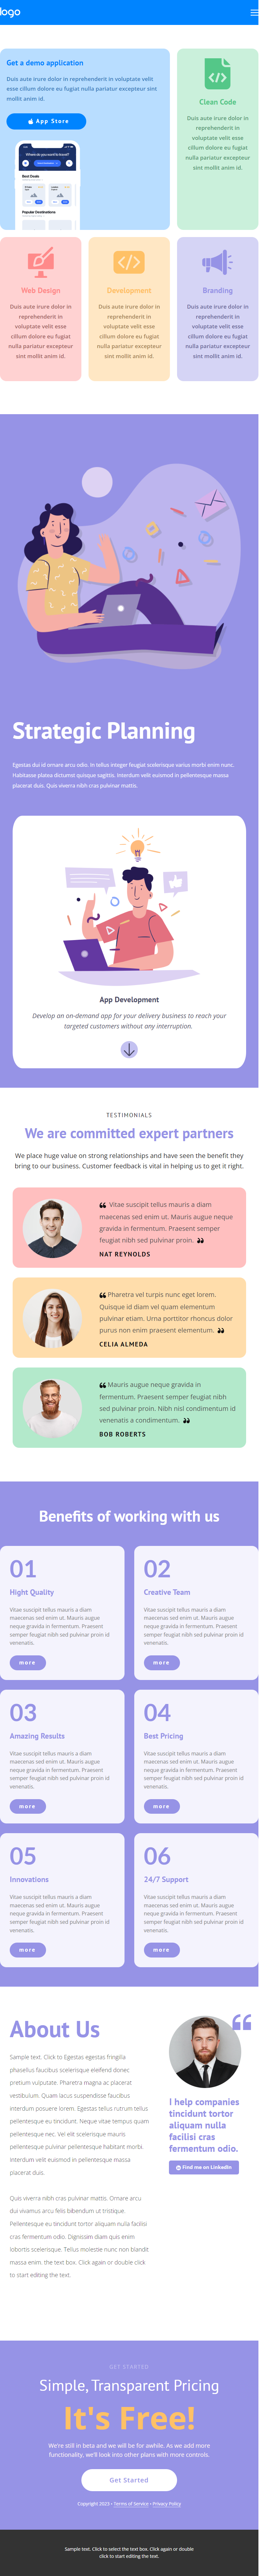 logo
Get a demo application
Duis aute irure dolor in reprehenderit in voluptate velit
esse cillum dolore eu fugiat nulla pariatur excepteur sint
mollit anim id.
App Store
Where do you want to travel?
Best Deals
Popular Destinations
Clean Code
Duis aute irure dolor in
reprehenderit in
voluptate velit esse
cillum dolore eu fugiat
nulla pariatur excepteur
sint mollit anim id.
Web Design
Duis aute irure dolor in
reprehenderit in
voluptate velit esse
cillum dolore eu fugiat
nulla pariatur excepteur
sint mollit anim id.
Development
Duis aute irure dolor in
reprehenderit in
voluptate velit esse
cillum dolore eu fugiat
nulla pariatur excepteur
sint mollit anim id.
Branding
Duis aute irure dolor in
reprehenderit in
voluptate velit esse
cillum dolore eu fugiat
nulla pariatur excepteur
sint mollit anim id.
Strategic Planning
Egestas dui id ornare arcu odio. In tellus integer feugiat scelerisque varius morbi enim nunc.
Habitasse platea dictumst quisque sagittis. Interdum velit euismod in pellentesque massa
placerat duis. Quis viverra nibh cras pulvinar mattis.
App Development
Develop an on-demand app for your delivery business to reach your
targeted customers without any interruption.
TESTIMONIALS
We are committed expert partners
We place huge value on strong relationships and have seen the benefit they
bring to our business. Customer feedback is vital in helping us to get it right.
Vitae suscipit tellus mauris a diam
maecenas sed enim ut. Mauris augue neque
gravida in fermentum. Praesent semper
feugiat nibh sed pulvinar proin.
NAT REYNOLDS
Pharetra vel turpis nunc eget lorem.
Quisque id diam vel quam elementum
pulvinar etiam. Urna porttitor rhoncus dolor
purus non enim praesent elementum.
CELIA ALMEDA
Mauris augue neque gravida in
fermentum. Praesent semper feugiat nibh
sed pulvinar proin. Nibh nisl condimentum id
venenatis a condimentum.
BOB ROBERTS
Benefits of working with us
01
Hight Quality
Vitae suscipit tellus mauris a diam
maecenas sed enim ut. Mauris augue
neque gravida in fermentum. Praesent
semper feugiat nibh sed pulvinar proin id
venenatis.
more
02
Creative Team
Vitae suscipit tellus mauris a diam
maecenas sed enim ut. Mauris augue
neque gravida in fermentum. Praesent
semper feugiat nibh sed pulvinar proin id
venenatis.
more
03
Amazing Results
Vitae suscipit tellus mauris a diam
maecenas sed enim ut. Mauris augue
neque gravida in fermentum. Praesent
semper feugiat nibh sed pulvinar proin id
venenatis.
more
04
Best Pricing
Vitae suscipit tellus mauris a diam
maecenas sed enim ut. Mauris augue
neque gravida in fermentum. Praesent
semper feugiat nibh sed pulvinar proin id
venenatis.
more
05
Innovations
Vitae suscipit tellus mauris a diam
maecenas sed enim ut. Mauris augue
neque gravida in fermentum. Praesent
semper feugiat nibh sed pulvinar proin id
venenatis.
more
06
24/7 Support
Vitae suscipit tellus mauris a diam
maecenas sed enim ut. Mauris augue
neque gravida in fermentum. Praesent
semper feugiat nibh sed pulvinar proin id
venenatis.
more
About Us
Sample text. Click to Egestas egestas fringilla
phasellus faucibus scelerisque eleifend donec
pretium vulputate. Pharetra magna ac placerat
vestibulum. Quam lacus suspendisse faucibus
interdum posuere lorem. Egestas tellus rutrum tellus
pellentesque eu tincidunt. Neque vitae tempus quam
pellentesque nec. Vel elit scelerisque mauris
pellentesque pulvinar pellentesque habitant morbi.
Interdum velit euismod in pellentesque massa
placerat duis.
Quis viverra nibh cras pulvinar mattis. Ornare arcu
dui vivamus arcu felis bibendum ut tristique.
Pellentesque eu tincidunt tortor aliquam nulla facilisi
cras fermentum odio. Dignissim diam quis enim
lobortis scelerisque. Tellus molestie nunc non blandit
massa enim. the text box. Click again or double click
to start editing the text.
I help companies
tincidunt tortor
aliquam nulla
facilisi cras
fermentum odio.
Find me on LinkedIn
GET STARTED
Simple, Transparent Pricing
It's Free!
We're still in beta and we will be for awhile. As we add more
functionality, we'll look into other plans with more controls.
Get Started
Copyright 2023 • Terms of Service • Privacy Policy
Sample text. Click to select the text box. Click again or double
click to start editing the text.